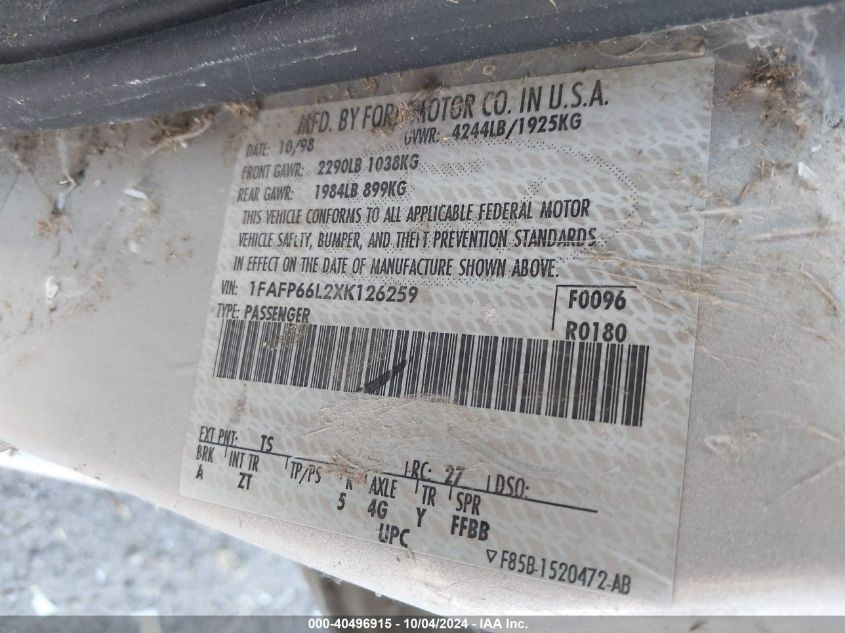 MFD. BY FORD MOTOR CO. IN U.S.A.
DATE: 10/98 GVWR: 4244LB/1925KG
FRONT GAWR: 2290LB 1038KG
REAR GAWR: 1984LB 899KG
THIS VEHICLE CONFORMS TO ALL APPLICABLE FEDERAL MOTOR
VEHICLE SAFETY, BUMPER, AND THEFT PREVENTION STANDARDS
IN EFFECT ON THE DATE OF MANUFACTURE SHOWN ABOVE.
VIN: 1FAFP66L2XK126259 F0096
TYPE: PASSENGER R0180
EXT PNT: TS RC: 27 DSO:
BRK INT TR TP/PS R AXLE TR SPR
A ZT 5 4G Y FFBB
UPC
▽F85B-1520472-AB
000-40496915 - 10/04/2024 - IAA Inc.